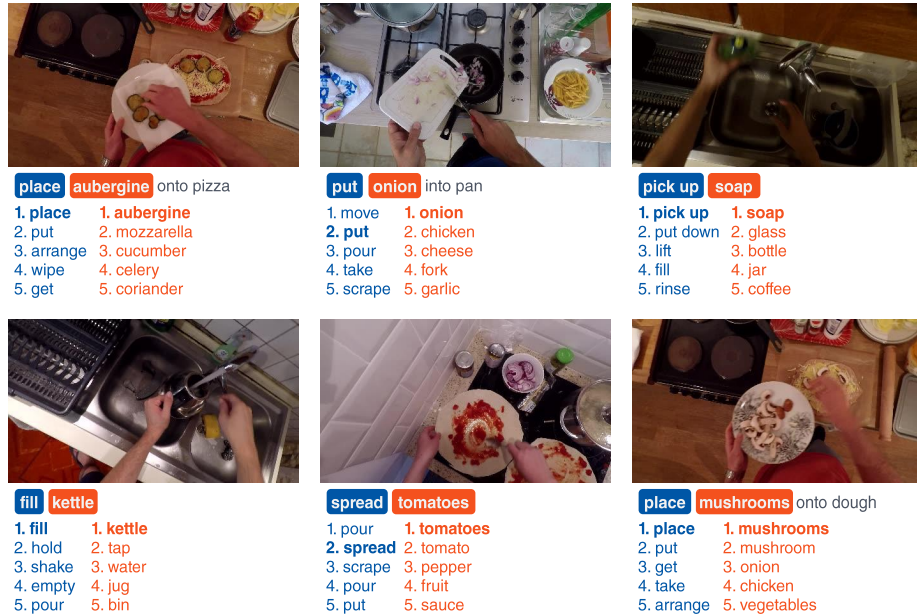 place aubergine onto pizza
1. place 1. aubergine
2. put 2. mozzarella
3. arrange 3. cucumber
4. wipe 4. celery
5. get 5. coriander
put onion into pan
1. move 1. onion
2. put 2. chicken
3. pour 3. cheese
4. take 4. fork
5. scrape 5. garlic
pick up soap
1. pick up 1. soap
2. put down 2. glass
3. lift 3. bottle
4. fill 4. jar
5. rinse 5. coffee
fill kettle
1. fill 1. kettle
2. hold 2. tap
3. shake 3. water
4. empty 4. jug
5. pour 5. bin
spread tomatoes
1. pour 1. tomatoes
2. spread 2. tomato
3. scrape 3. pepper
4. pour 4. fruit
5. put 5. sauce
place mushrooms onto dough
1. place 1. mushrooms
2. put 2. mushroom
3. get 3. onion
4. take 4. chicken
5. arrange 5. vegetables